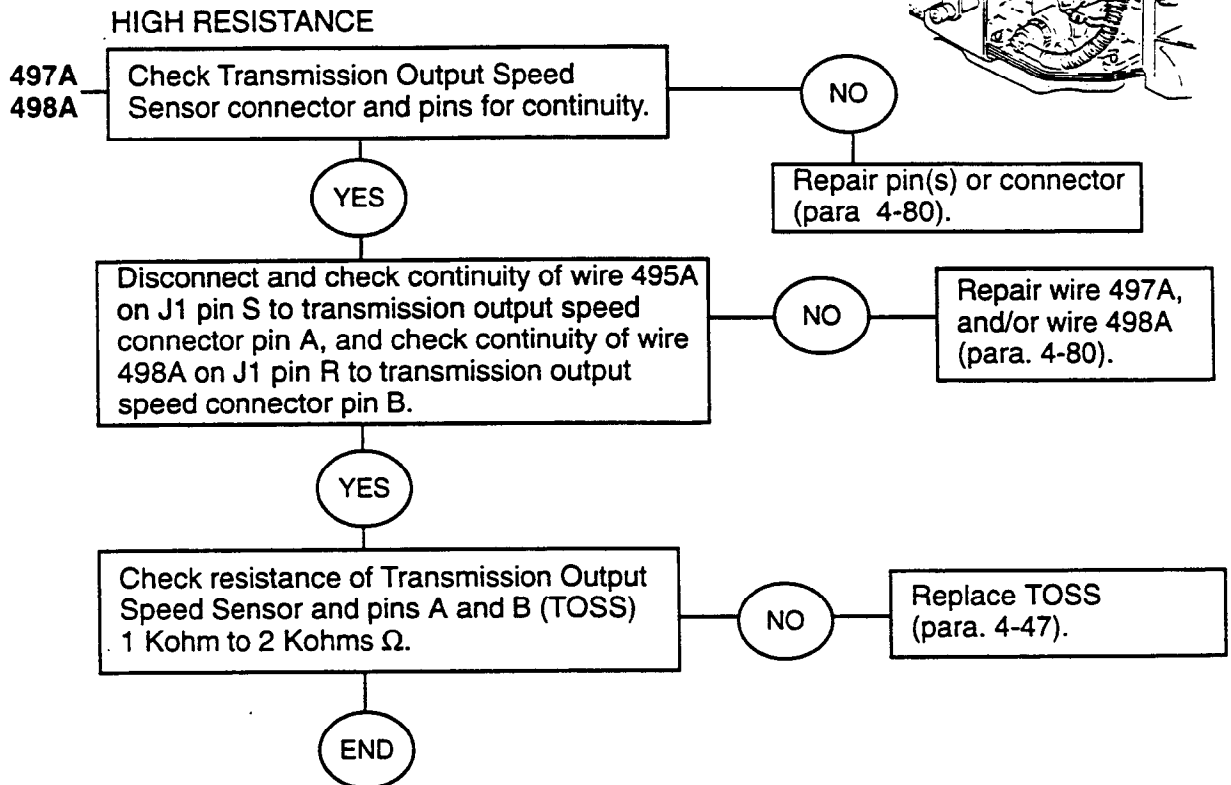 HIGH RESISTANCE
497A
498A
Check Transmission Output Speed
Sensor connector and pins for continuity.
NO
YES
Repair pin(s) or connector
(para 4-80).
Disconnect and check continuity of wire 495A
on J1 pin S to transmission output speed
connector pin A, and check continuity of wire
498A on J1 pin R to transmission output
speed connector pin B.
NO
Repair wire 497A,
and/or wire 498A
(para. 4-80).
YES
Check resistance of Transmission Output
Speed Sensor and pins A and B (TOSS)
1 Kohm to 2 Kohms Ω.
NO
Replace TOSS
(para. 4-47).
END